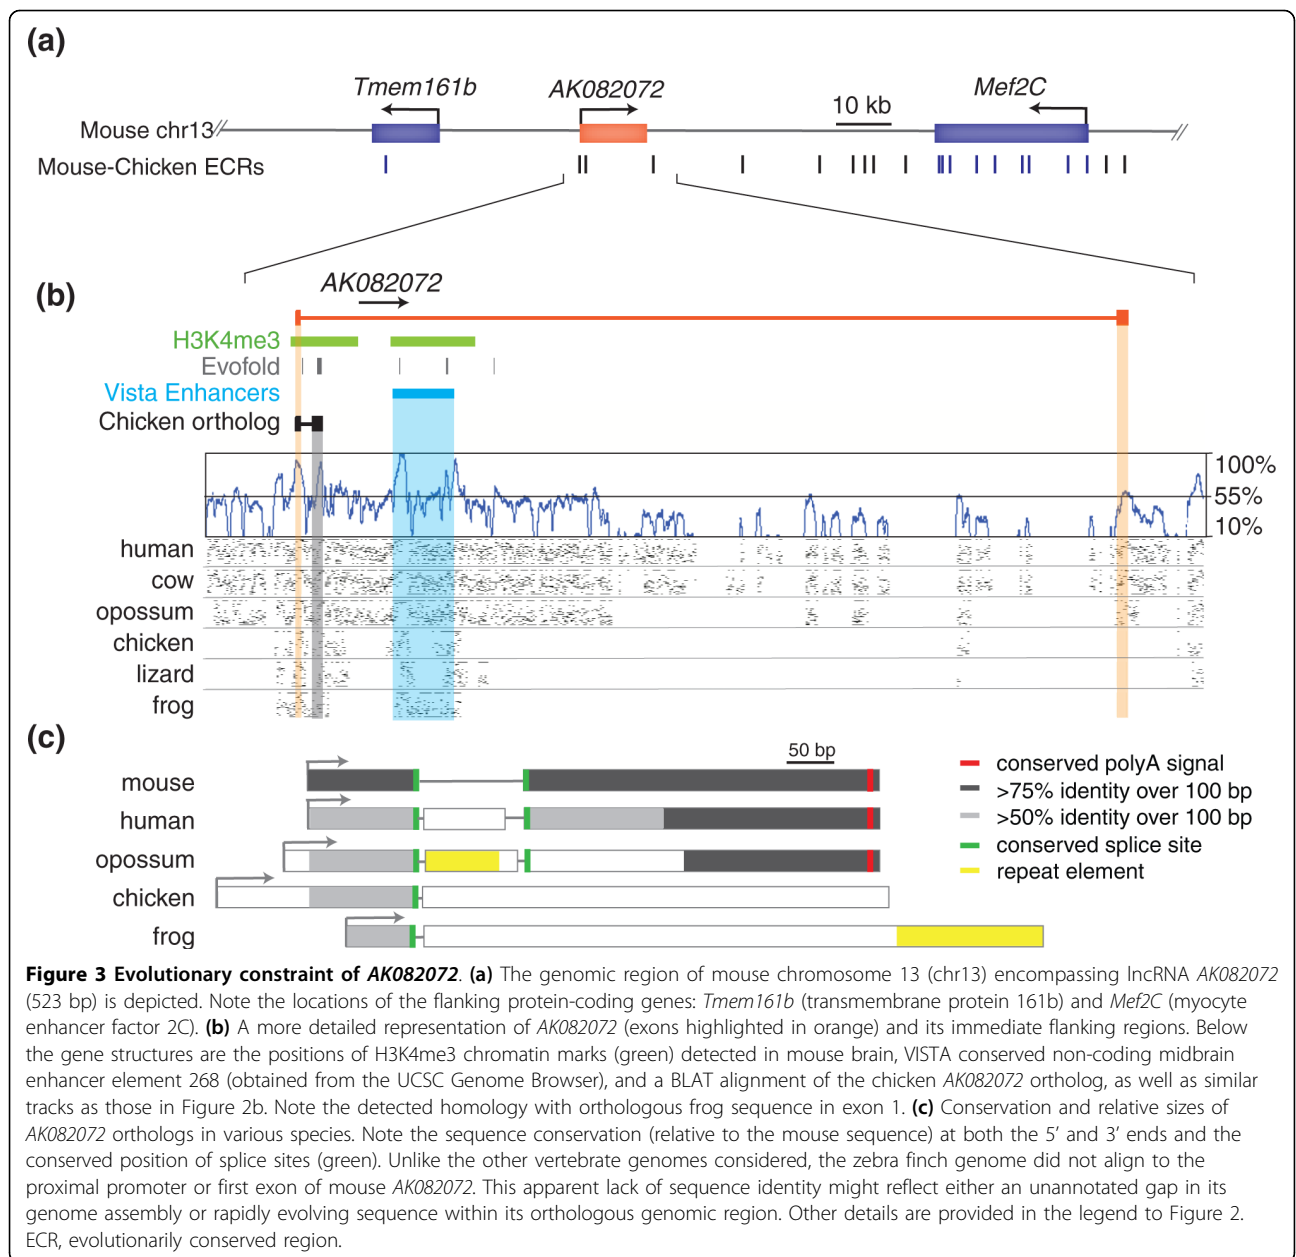 (a)
Tmem161b
AK082072
Mef2C
10 kb
Mouse chr13
Mouse-Chicken ECRs
(b)
AK082072
H3K4me3
Evofold
Vista Enhancers
Chicken ortholog
100%
55%
10%
human
cow
opossum
chicken
lizard
frog
(c)
50 bp
mouse
human
opossum
chicken
frog
conserved polyA signal
>75% identity over 100 bp
>50% identity over 100 bp
conserved splice site
repeat element
Figure 3 Evolutionary constraint of AK082072. (a) The genomic region of mouse chromosome 13 (chr13) encompassing lncRNA AK082072
(523 bp) is depicted. Note the locations of the flanking protein-coding genes: Tmem161b (transmembrane protein 161b) and Mef2C (myocyte
enhancer factor 2C). (b) A more detailed representation of AK082072 (exons highlighted in orange) and its immediate flanking regions. Below
the gene structures are the positions of H3K4me3 chromatin marks (green) detected in mouse brain, VISTA conserved non-coding midbrain
enhancer element 268 (obtained from the UCSC Genome Browser), and a BLAT alignment of the chicken AK082072 ortholog, as well as similar
tracks as those in Figure 2b. Note the detected homology with orthologous frog sequence in exon 1. (c) Conservation and relative sizes of
AK082072 orthologs in various species. Note the sequence conservation (relative to the mouse sequence) at both the 5’ and 3’ ends and the
conserved position of splice sites (green). Unlike the other vertebrate genomes considered, the zebra finch genome did not align to the
proximal promoter or first exon of mouse AK082072. This apparent lack of sequence identity might reflect either an unannotated gap in its
genome assembly or rapidly evolving sequence within its orthologous genomic region. Other details are provided in the legend to Figure 2.
ECR, evolutionarily conserved region.